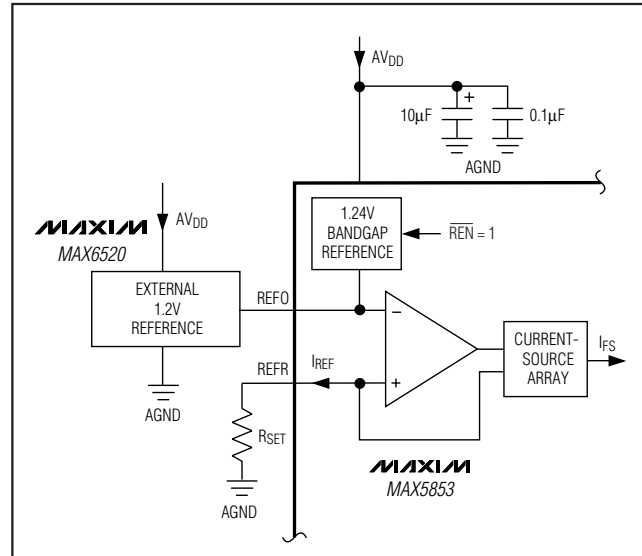 AVDD
+
10µF
0.1µF
AGND
MAXIM
MAX6520
AVDD
1.24V
BANDGAP
REFERENCE
REN = 1
EXTERNAL
1.2V
REFERENCE
REFO
−
REFR
IREF
+
CURRENT-
SOURCE
ARRAY
IFS
AGND
RSET
AGND
MAXIM
MAX5853